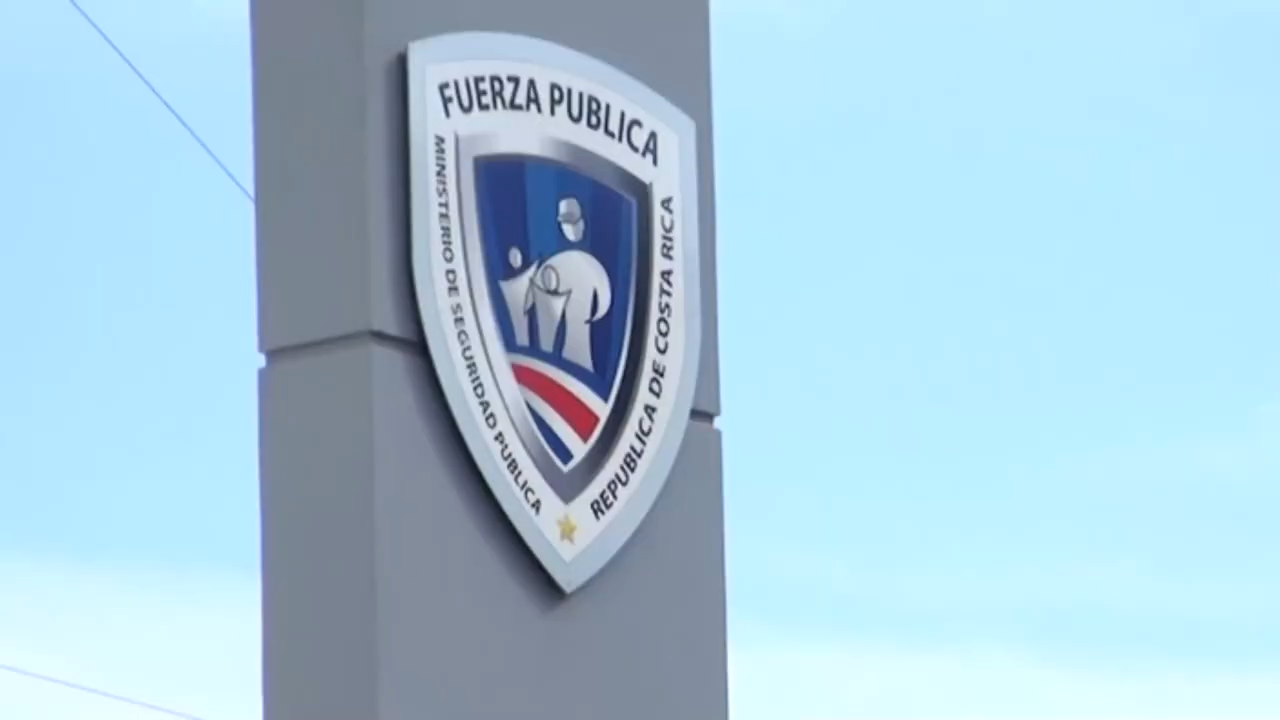 FUERZA PUBLICA
MINISTERIO DE SEGURIDAD PUBLICA
REPUBLICA DE COSTA RICA